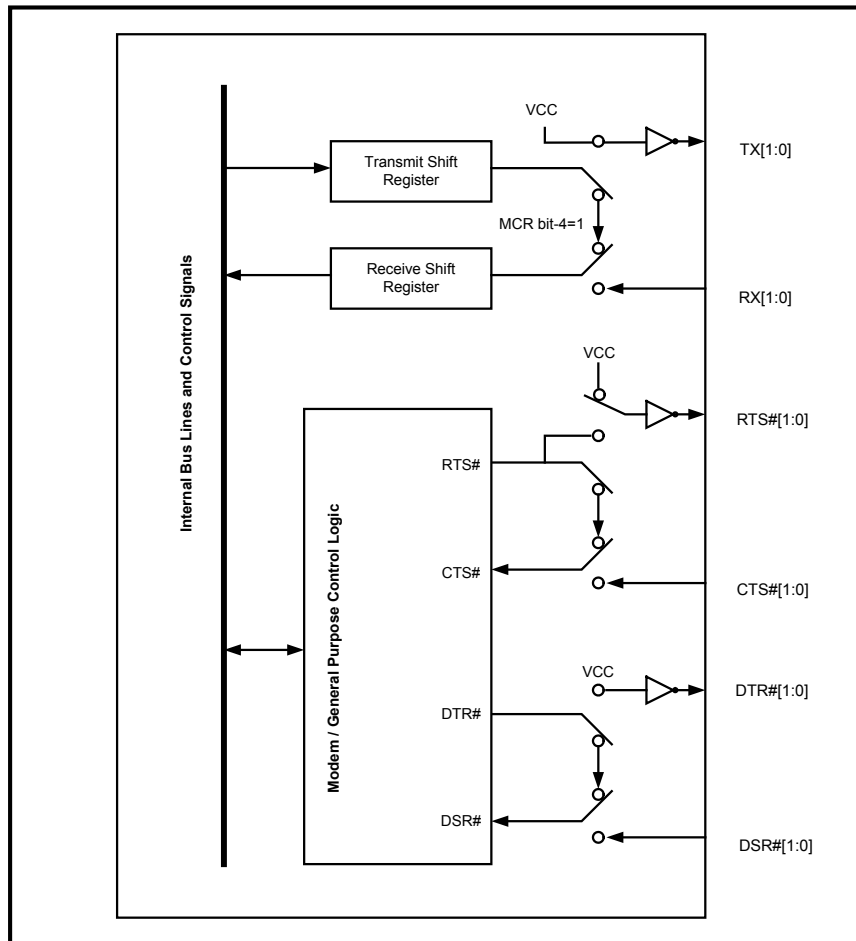 VCC
TX[1:0]
Transmit Shift
Register
MCR bit-4=1
Receive Shift
Register
RX[1:0]
Internal Bus Lines and Control Signals
VCC
RTS#[1:0]
RTS#
Modem / General Purpose Control Logic
CTS#
CTS#[1:0]
VCC
DTR#[1:0]
DTR#
DSR#
DSR#[1:0]